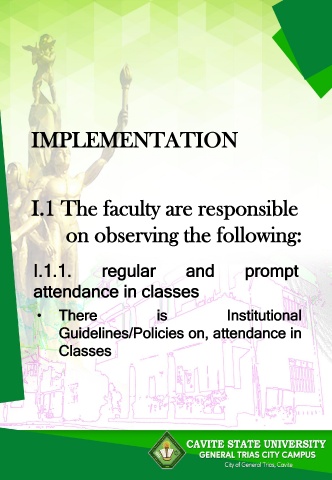 IMPLEMENTATION
I.1 The faculty are responsible
on observing the following:
I.1.1. regular and prompt
attendance in classes
• There is Institutional
Guidelines/Policies on, attendance in
Classes
CAVITE STATE UNIVERSITY
GENERAL TRIAS CITY CAMPUS
City of General Trias, Cavite